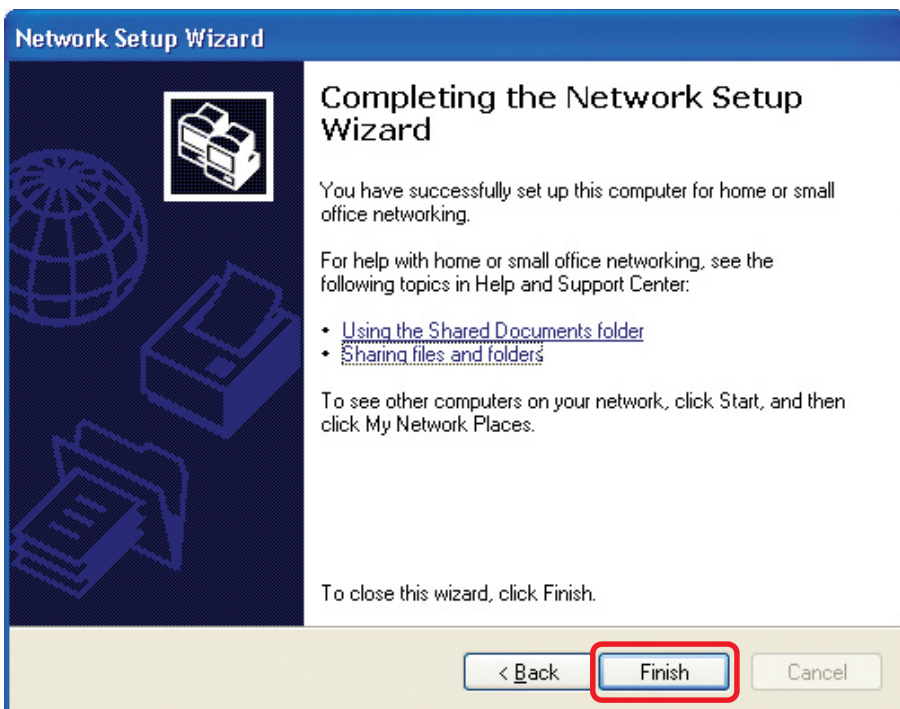 Network Setup Wizard
Completing the Network Setup
Wizard
You have successfully set up this computer for home or small
office networking.
For help with home or small office networking, see the
following topics in Help and Support Center:
• Using the Shared Documents folder
• Sharing files and folders
To see other computers on your network, click Start, and then
click My Network Places.
To close this wizard, click Finish.
< Back Finish Cancel